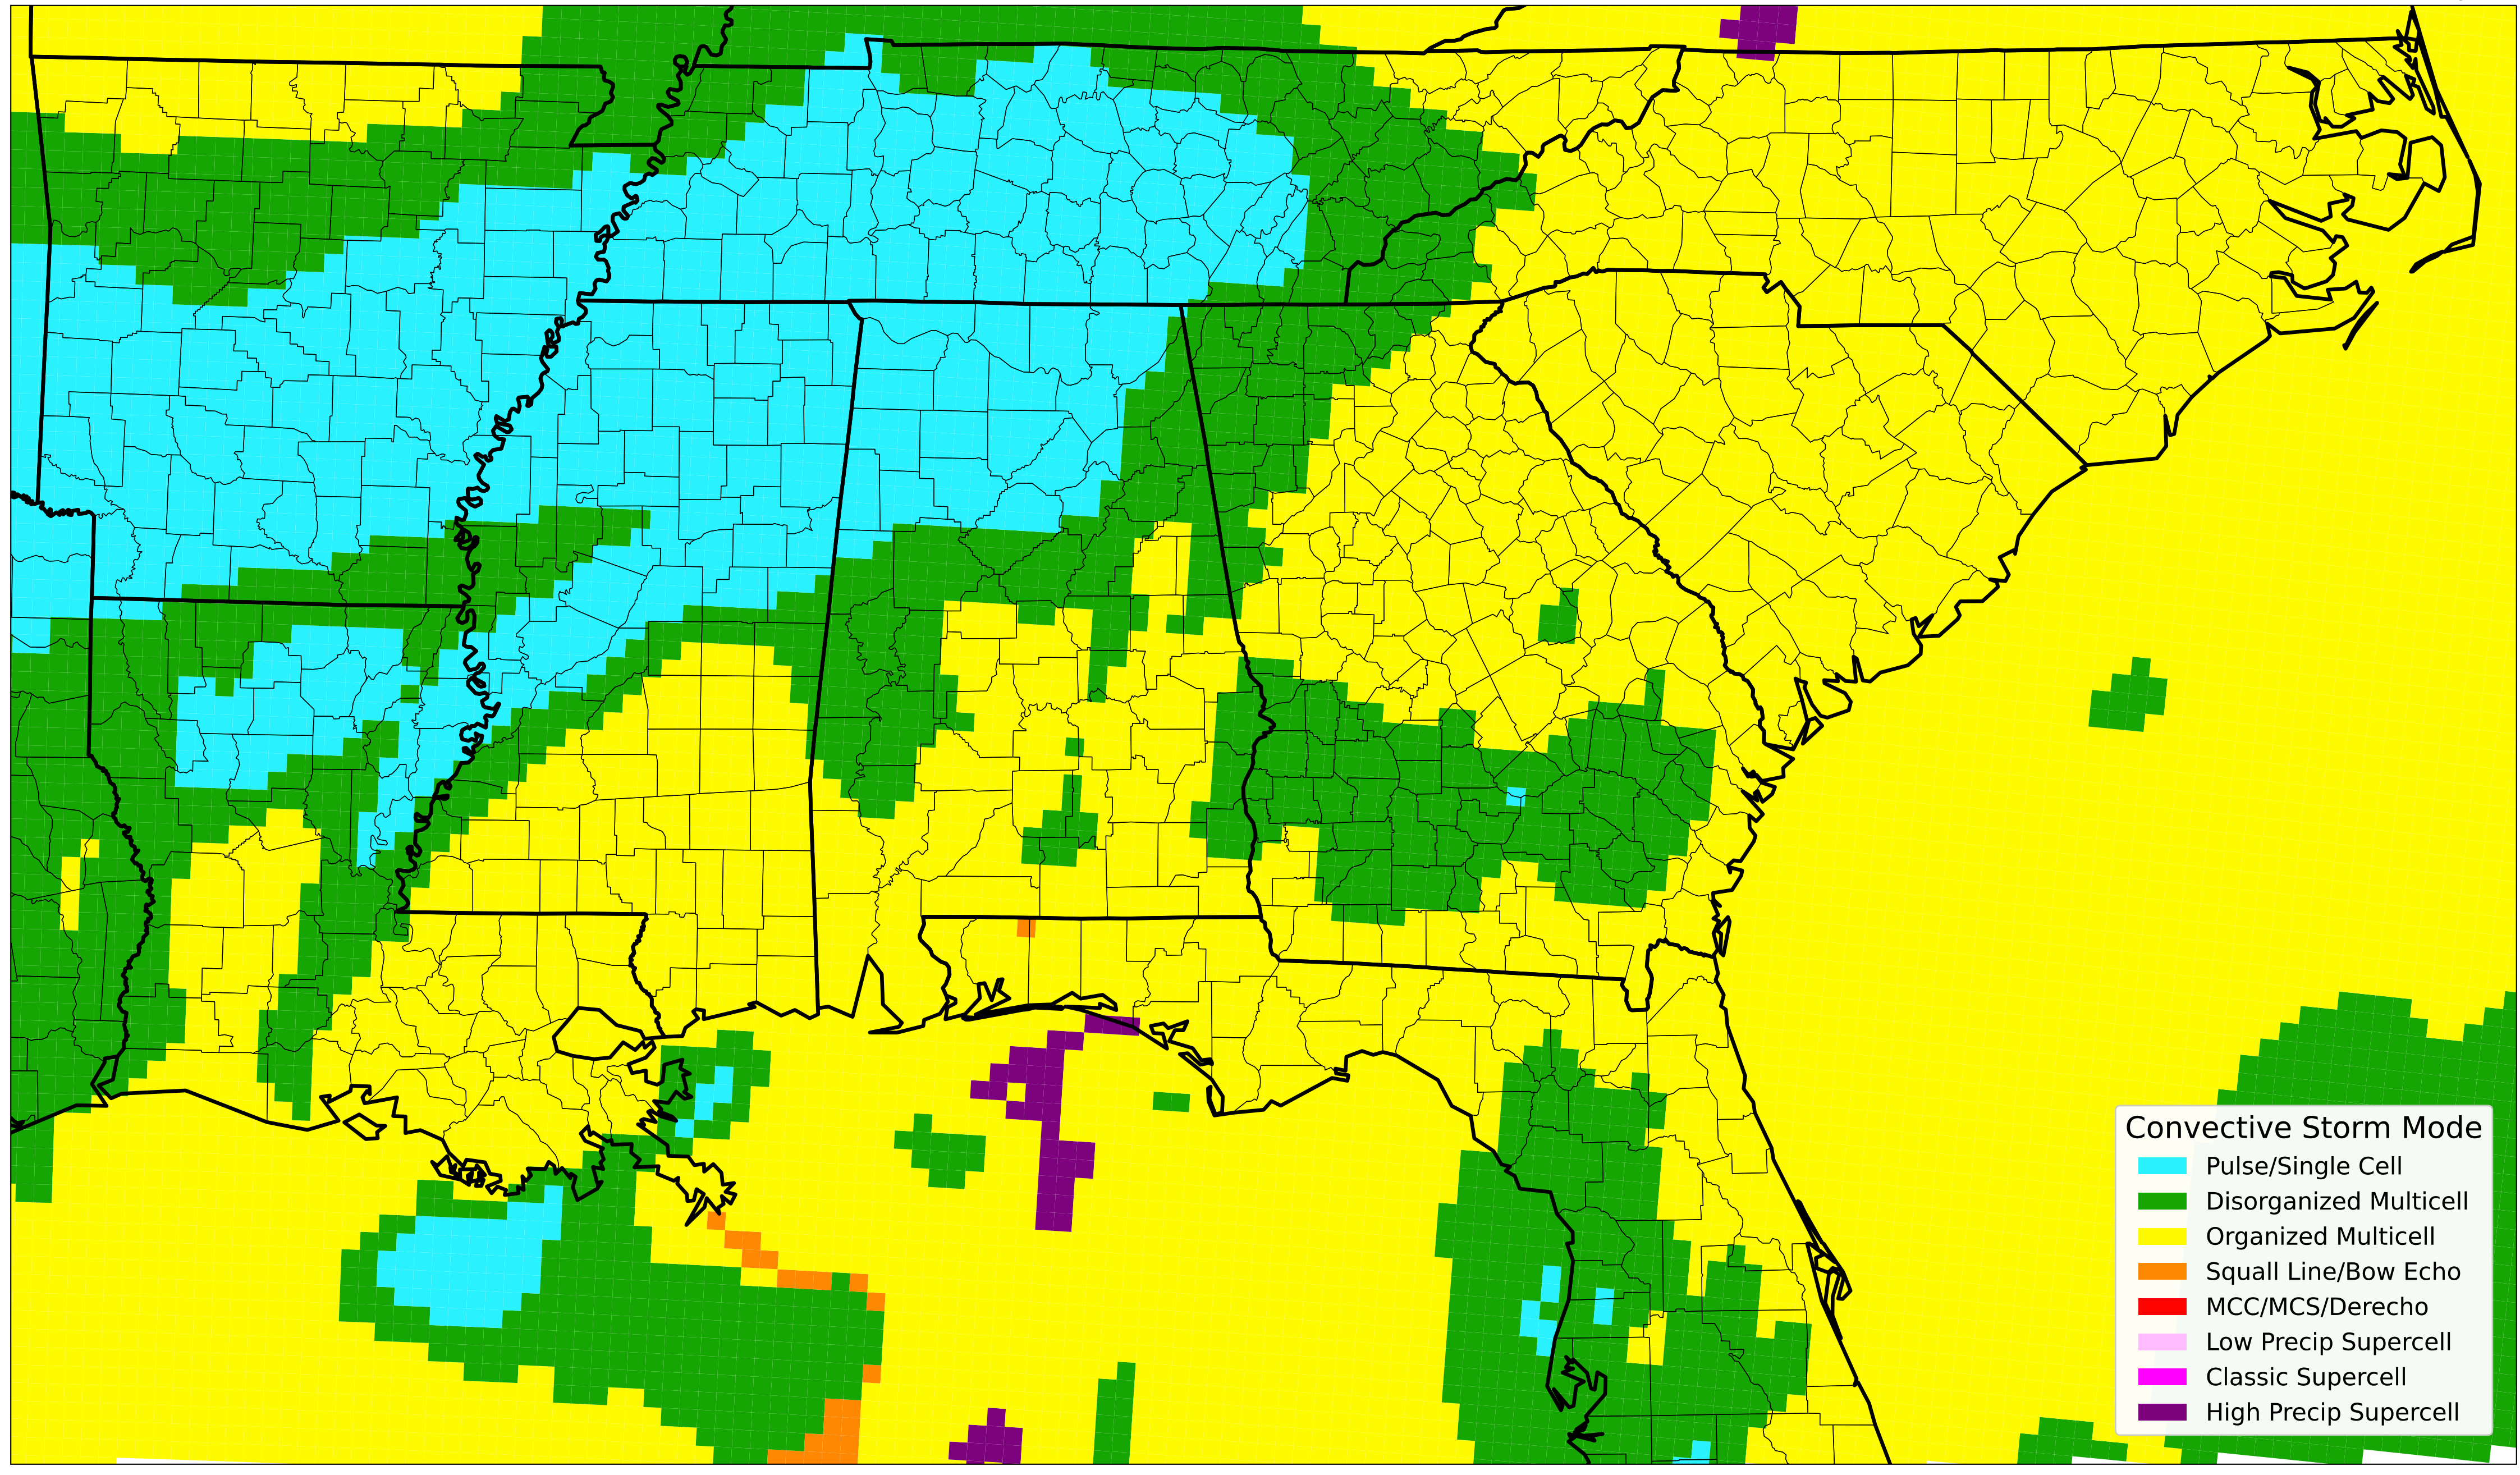 Convective Storm Mode
Pulse/Single Cell
Disorganized Multicell
Organized Multicell
Squall Line/Bow Echo
MCC/MCS/Derecho
Low Precip Supercell
Classic Supercell
High Precip Supercell